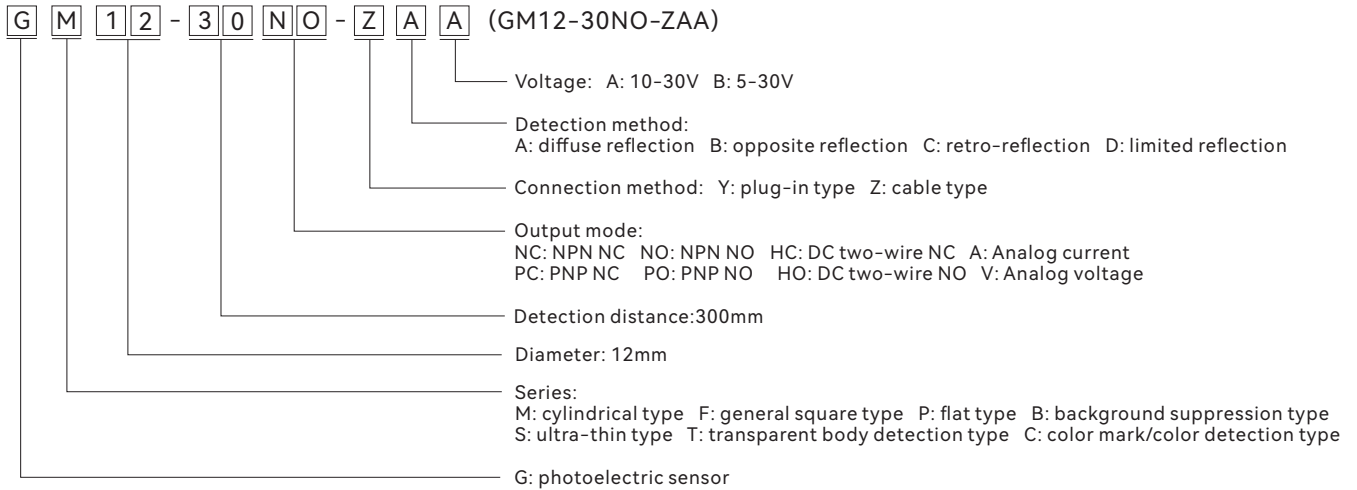 G M 12-30 NO-Z A A (GM12-30NO-ZAA)
Voltage: A: 10-30V B: 5-30V
Detection method:
A: diffuse reflection B: opposite reflection C: retro-reflection D: limited reflection
Connection method: Y: plug-in type Z: cable type
Output mode:
NC: NPN NC NO: NPN NO HC: DC two-wire NC A: Analog current
PC: PNP NC PO: PNP NO HO: DC two-wire NO V: Analog voltage
Detection distance:300mm
Diameter: 12mm
Series:
M: cylindrical type F: general square type P: flat type B: background suppression type
S: ultra-thin type T: transparent body detection type C: color mark/color detection type
G: photoelectric sensor